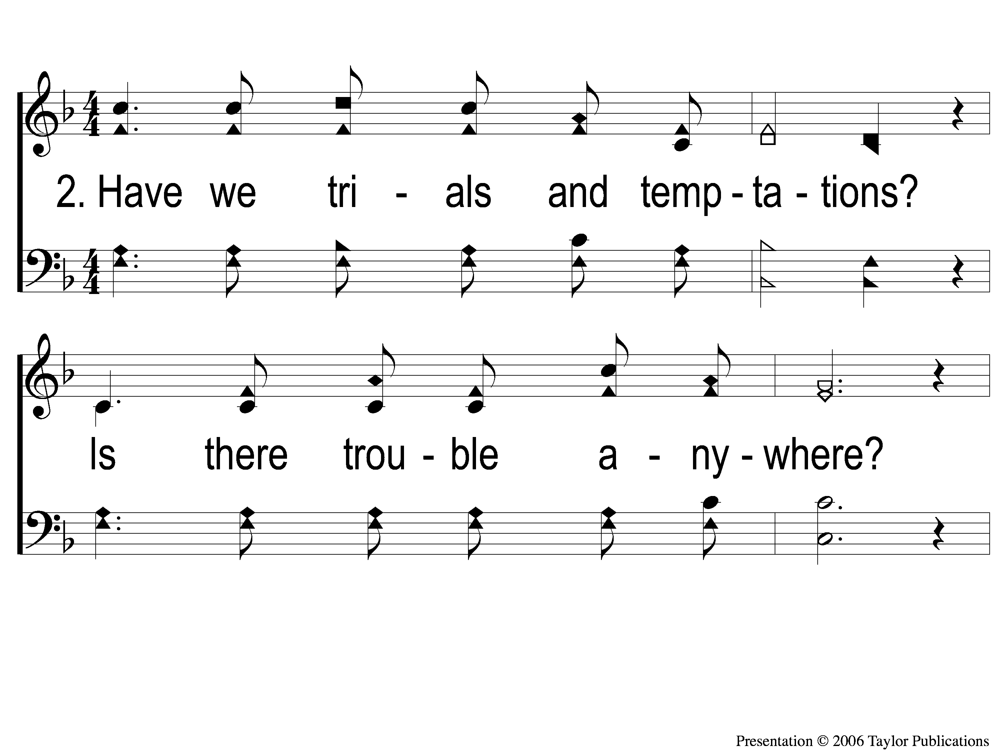 2. Have we tri - als and temp - ta - tions?
Is there trou - ble a - ny - where?
Presentation © 2006 Taylor Publications